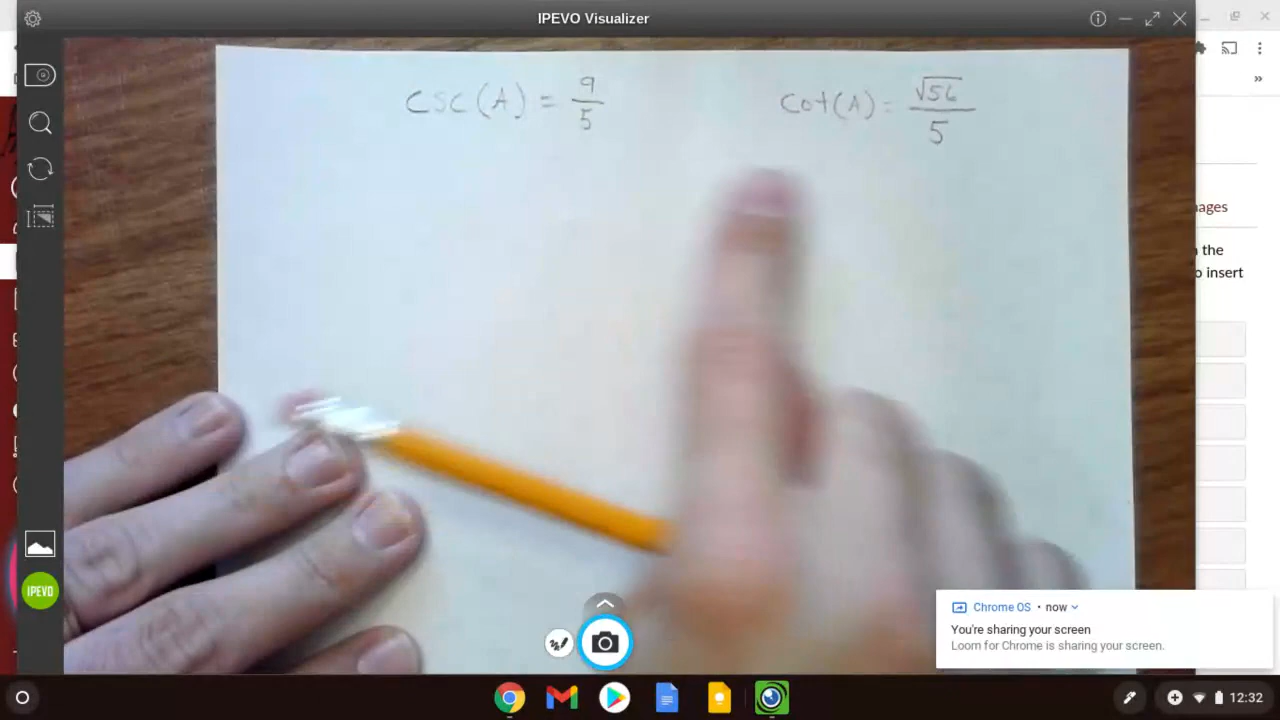 IPEVO Visualizer
csc(A) = 9/5
cot(A) = √56/5
ages
the
o insert
IPEVO
Chrome OS • now
You're sharing your screen
Loom for Chrome is sharing your screen.
12:32